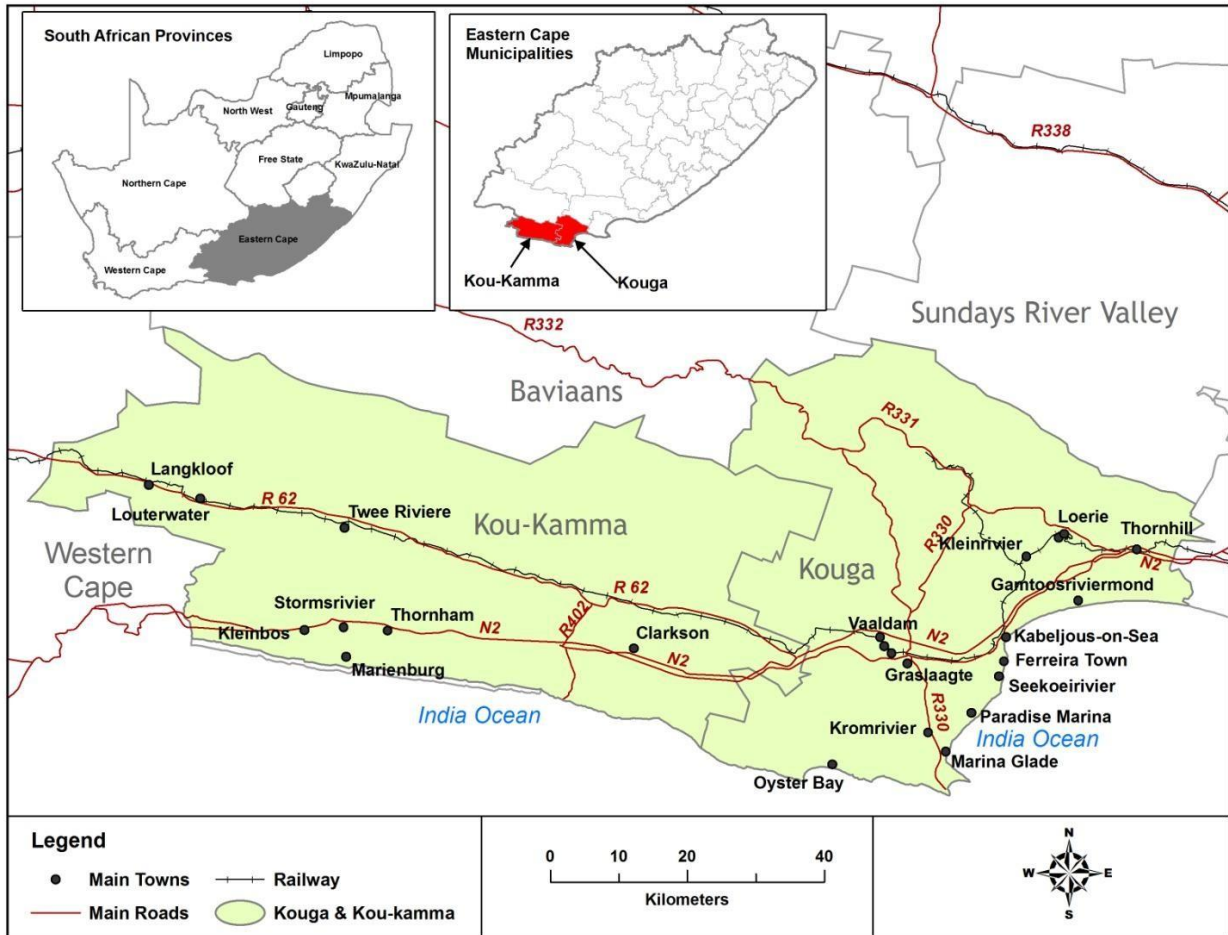 South African Provinces
Limpopo
North West
Gauteng
Mpumalanga
Free State
KwaZulu-Natal
Northern Cape
Eastern Cape
Western Cape
Eastern Cape
Municipalities
Kou-Kamma
Kouga
R338
Sundays River Valley
R332
Baviaans
R331
Langkloof
Louterwater
R 62
Twee Riviere
Kou-Kamma
R330
Loerie
Thornhill
Kleinrivier
N2
Western
Cape
Kouga
Gamtoosriviermond
R 62
R402
Stormsrivier
Thornham
Kleinbos
N2
Clarkson
Vaaldam
N2
Kabeljous-on-Sea
N2
Ferreira Town
Marienburg
Graslaagte
Seekoeirivier
R330
India Ocean
Paradise Marina
Kromrivier
India Ocean
Marina Glade
Oyster Bay
Legend
Main Towns
Railway
Main Roads
Kouga & Kou-kamma
0 10 20 40
Kilometers
N
W E
S